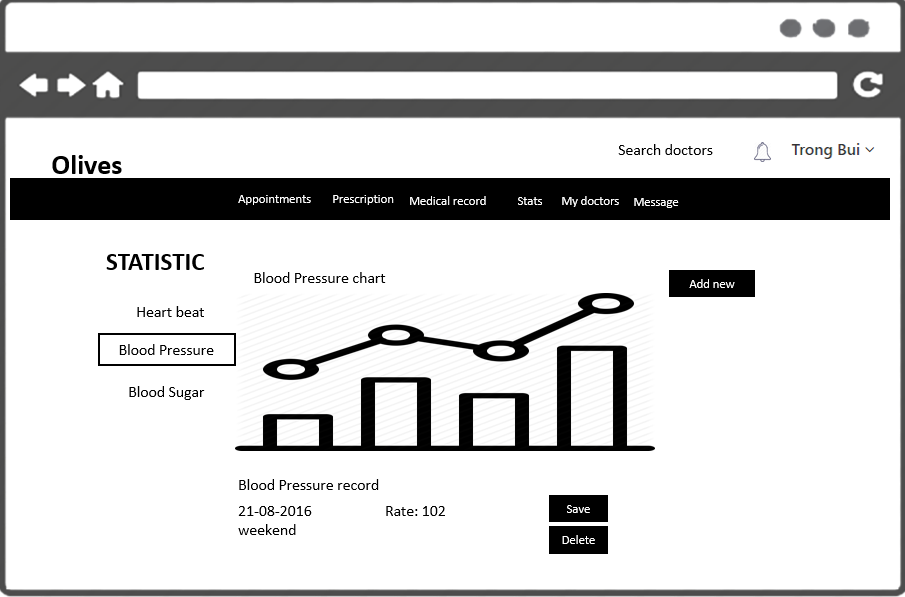 Search doctors
Trong Bui
Olives
Appointments Prescription Medical record Stats My doctors Message
STATISTIC
Heart beat
Blood Pressure
Blood Sugar
Blood Pressure chart
Add new
Blood Pressure record
21-08-2016 Rate: 102
weekend
Save
Delete